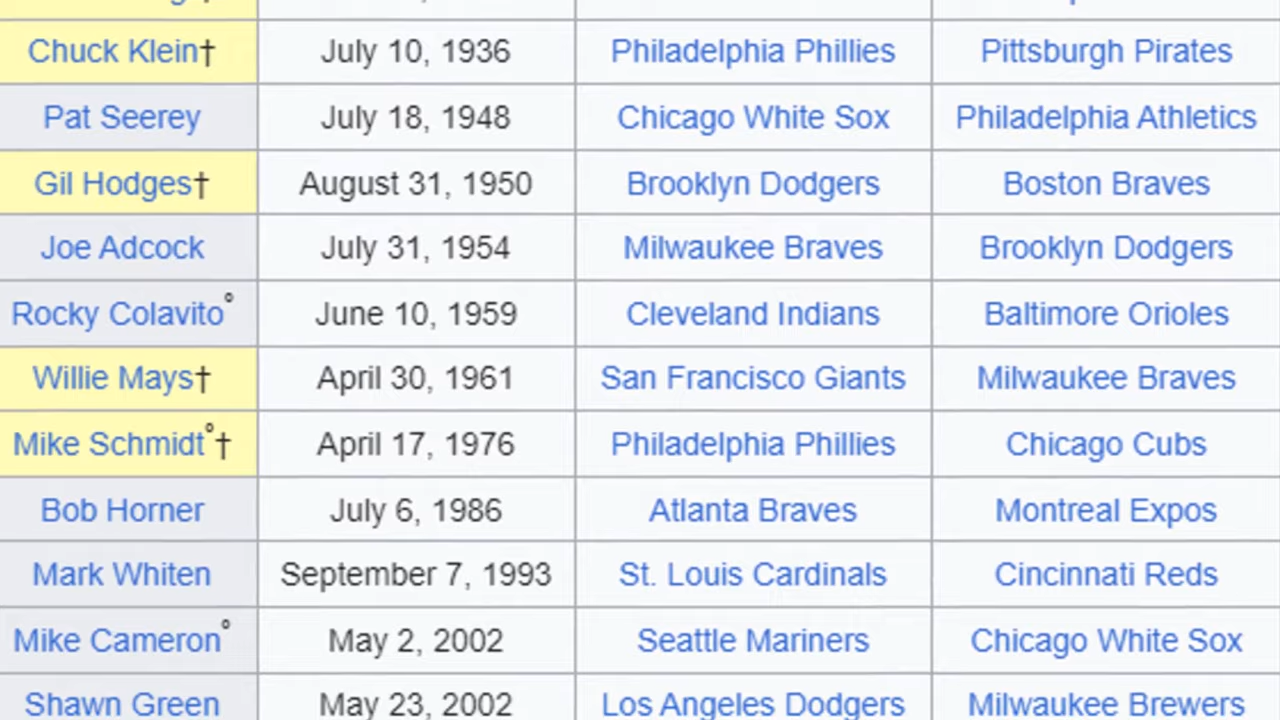 Chuck Klein† July 10, 1936 Philadelphia Phillies Pittsburgh Pirates
Pat Seerey July 18, 1948 Chicago White Sox Philadelphia Athletics
Gil Hodges† August 31, 1950 Brooklyn Dodgers Boston Braves
Joe Adcock July 31, 1954 Milwaukee Braves Brooklyn Dodgers
Rocky Colavito° June 10, 1959 Cleveland Indians Baltimore Orioles
Willie Mays† April 30, 1961 San Francisco Giants Milwaukee Braves
Mike Schmidt°† April 17, 1976 Philadelphia Phillies Chicago Cubs
Bob Horner July 6, 1986 Atlanta Braves Montreal Expos
Mark Whiten September 7, 1993 St. Louis Cardinals Cincinnati Reds
Mike Cameron° May 2, 2002 Seattle Mariners Chicago White Sox
Shawn Green May 23, 2002 Los Angeles Dodgers Milwaukee Brewers